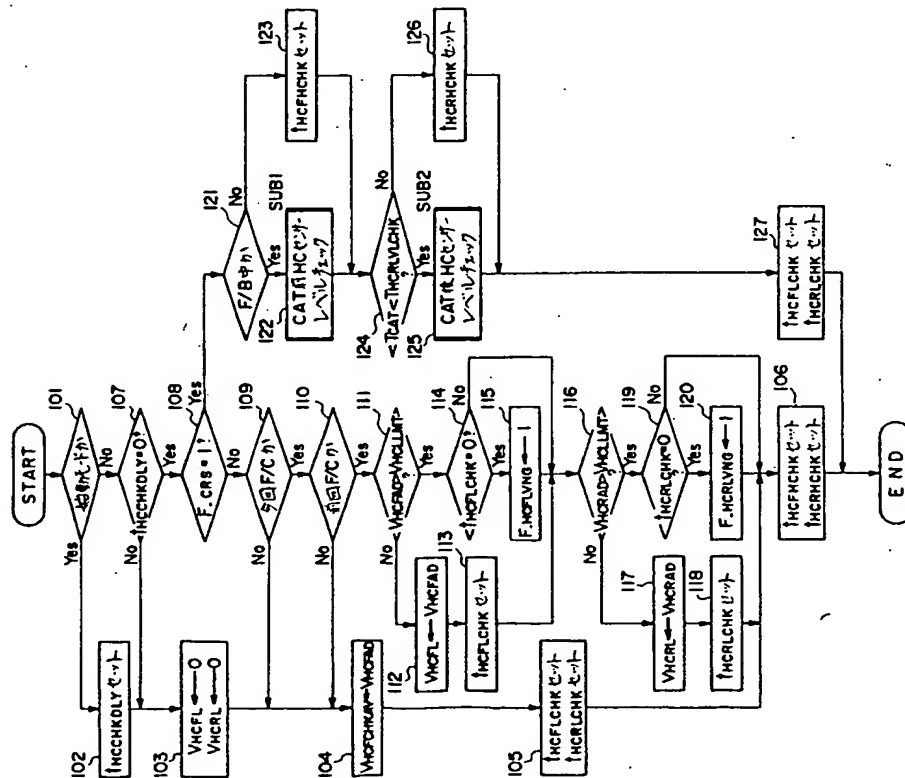 START
101
始動モードか
Yes
No
102
tHCCHKDLYセット
107
tHCCHKDLY=0?
No
Yes
103
VHCFL←0
VHCRL←0
108
F.CRS=1?
Yes
No
109
今回F/Cか
No
Yes
110
前回F/Cか
No
Yes
104
VHCFCHKAV←VHCFAD
105
tHCFLCHKセット
tHCRLCHKセット
111
<VHCFAD>VHCLLMT>
No
Yes
112
VHCFL←VHCFAD
113
tHCFLCHKセット
114
<tHCFLCHK=0?
No
Yes
115
F.HCFLVNG←1
116
<VHCRAD>VHCLLMT>
?
No
Yes
117
VHCRL←VHCRAD
118
tHCRLCHKセット
119
<tHCRLCHK=0
?
No
Yes
120
F.HCRLVNG←1
106
tHCFHCHKセット
tHCRHCHKセット
121
F/B中か
No
Yes
SUB1
122
CAT前HCセンサー
レベルチェック
123
tHCFHCHKセット
124
<TCAT<THCRLVLCHK
?
No
Yes
SUB2
125
CAT後HCセンサー
レベルチェック
126
tHCRHCHKセット
127
tHCFLCHKセット
tHCRLCHKセット
END